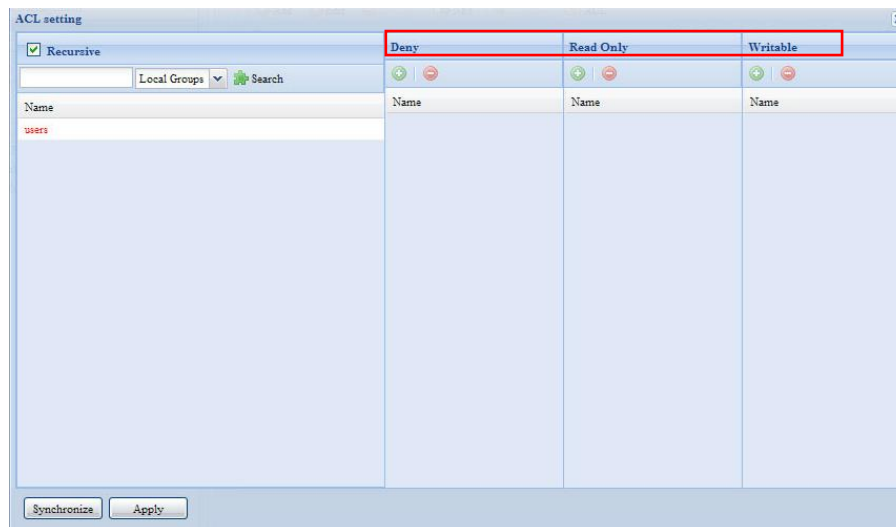 ACL setting
Recursive
Deny
Read Only
Writable
Local Groups
Search
Name
Name
Name
Name
users
Synchronize
Apply